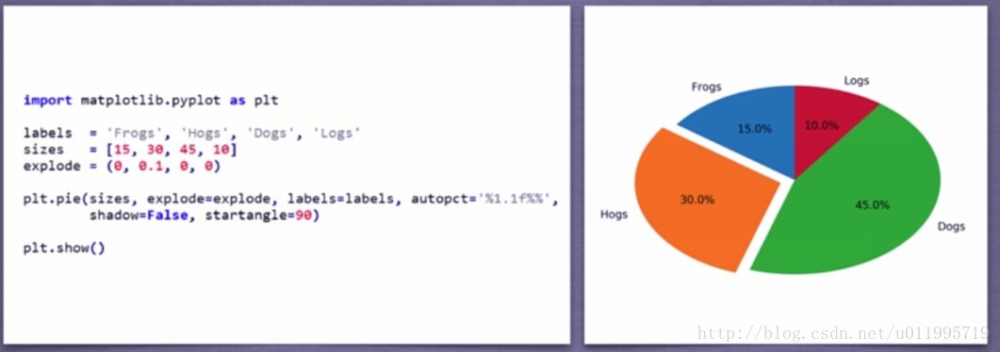 import matplotlib.pyplot as plt
labels = 'Frogs', 'Hogs', 'Dogs', 'Logs'
sizes = [15, 30, 45, 10]
explode = (0, 0.1, 0, 0)
plt.pie(sizes, explode=explode, labels=labels, autopct='%1.1f%%',
shadow=False, startangle=90)
plt.show()
Logs
Frogs
10.0%
15.0%
30.0%
45.0%
Hogs
Dogs
http://blog.csdn.net/u011995719